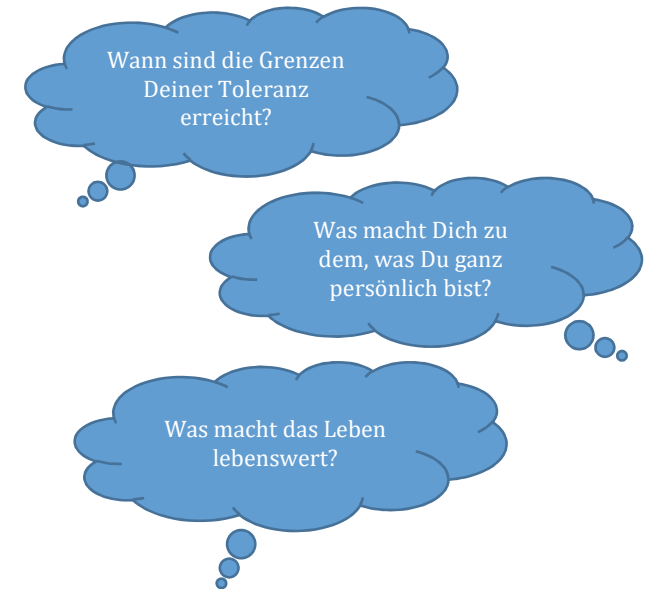 Wann sind die Grenzen
Deiner Toleranz
erreicht?
Was macht Dich zu
dem, was Du ganz
persönlich bist?
Was macht das Leben
lebenswert?